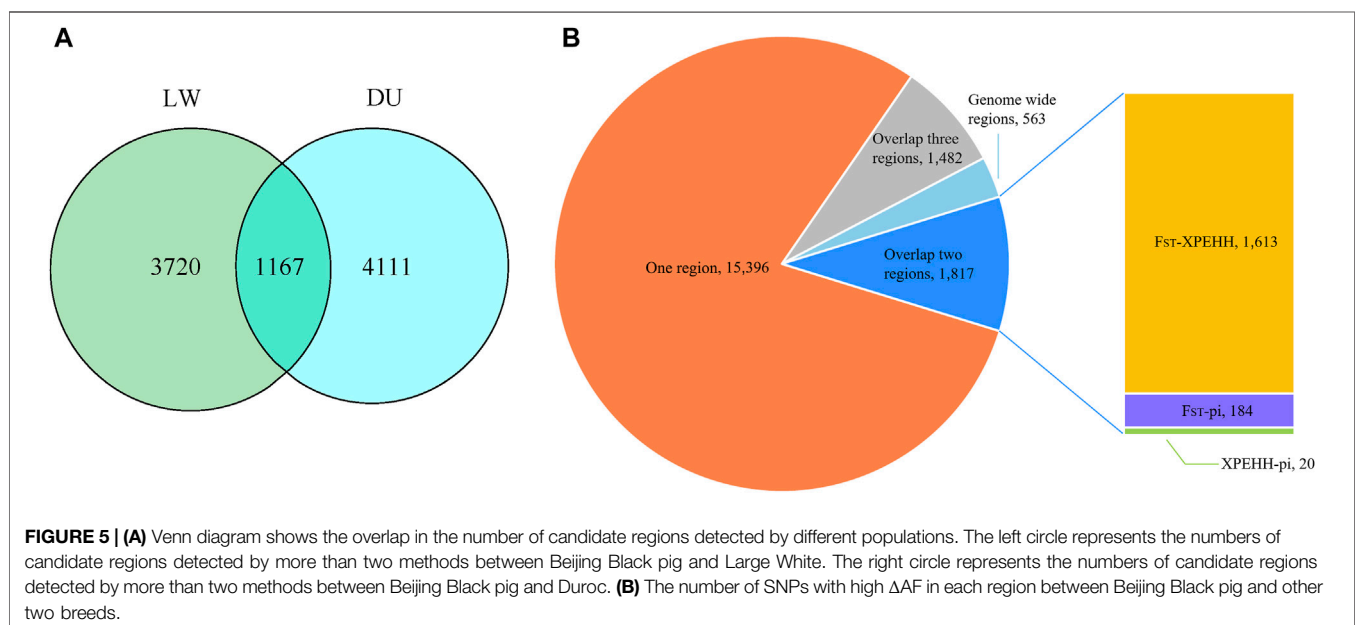 A
B
LW
DU
3720
1167
4111
Genome wide
regions, 563
Overlap three
regions, 1,482
Overlap two
regions, 1,817
One region, 15,396
FST-XPEHH, 1,613
FST-pi, 184
XPEHH-pi, 20
FIGURE 5 | (A) Venn diagram shows the overlap in the number of candidate regions detected by different populations. The left circle represents the numbers of
candidate regions detected by more than two methods between Beijing Black pig and Large White. The right circle represents the numbers of candidate regions
detected by more than two methods between Beijing Black pig and Duroc. (B) The number of SNPs with high ΔAF in each region between Beijing Black pig and other
two breeds.